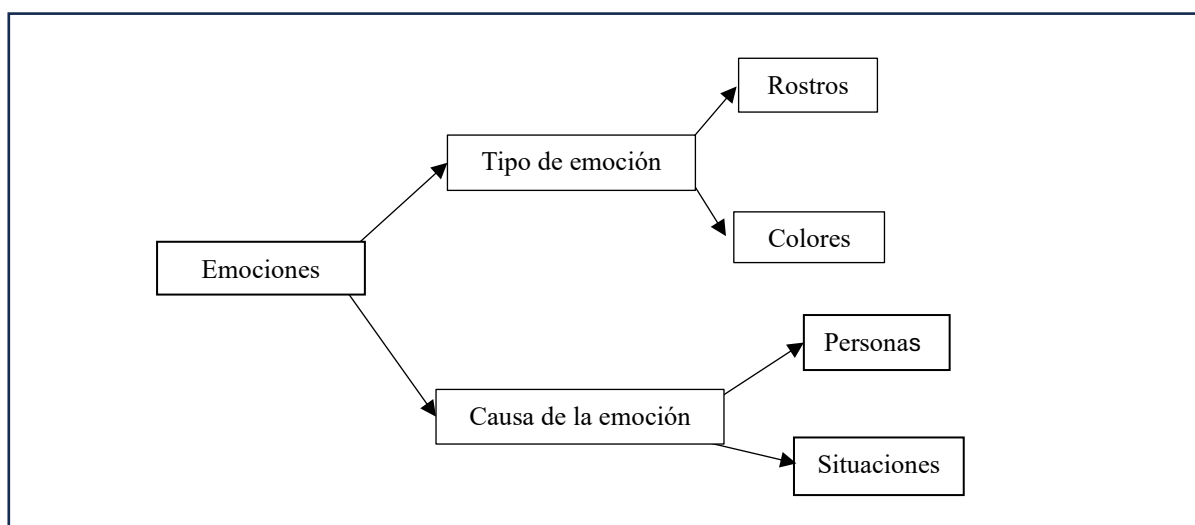 Rostros
Tipo de emoción
Colores
Emociones
Personas
Causa de la emoción
Situaciones